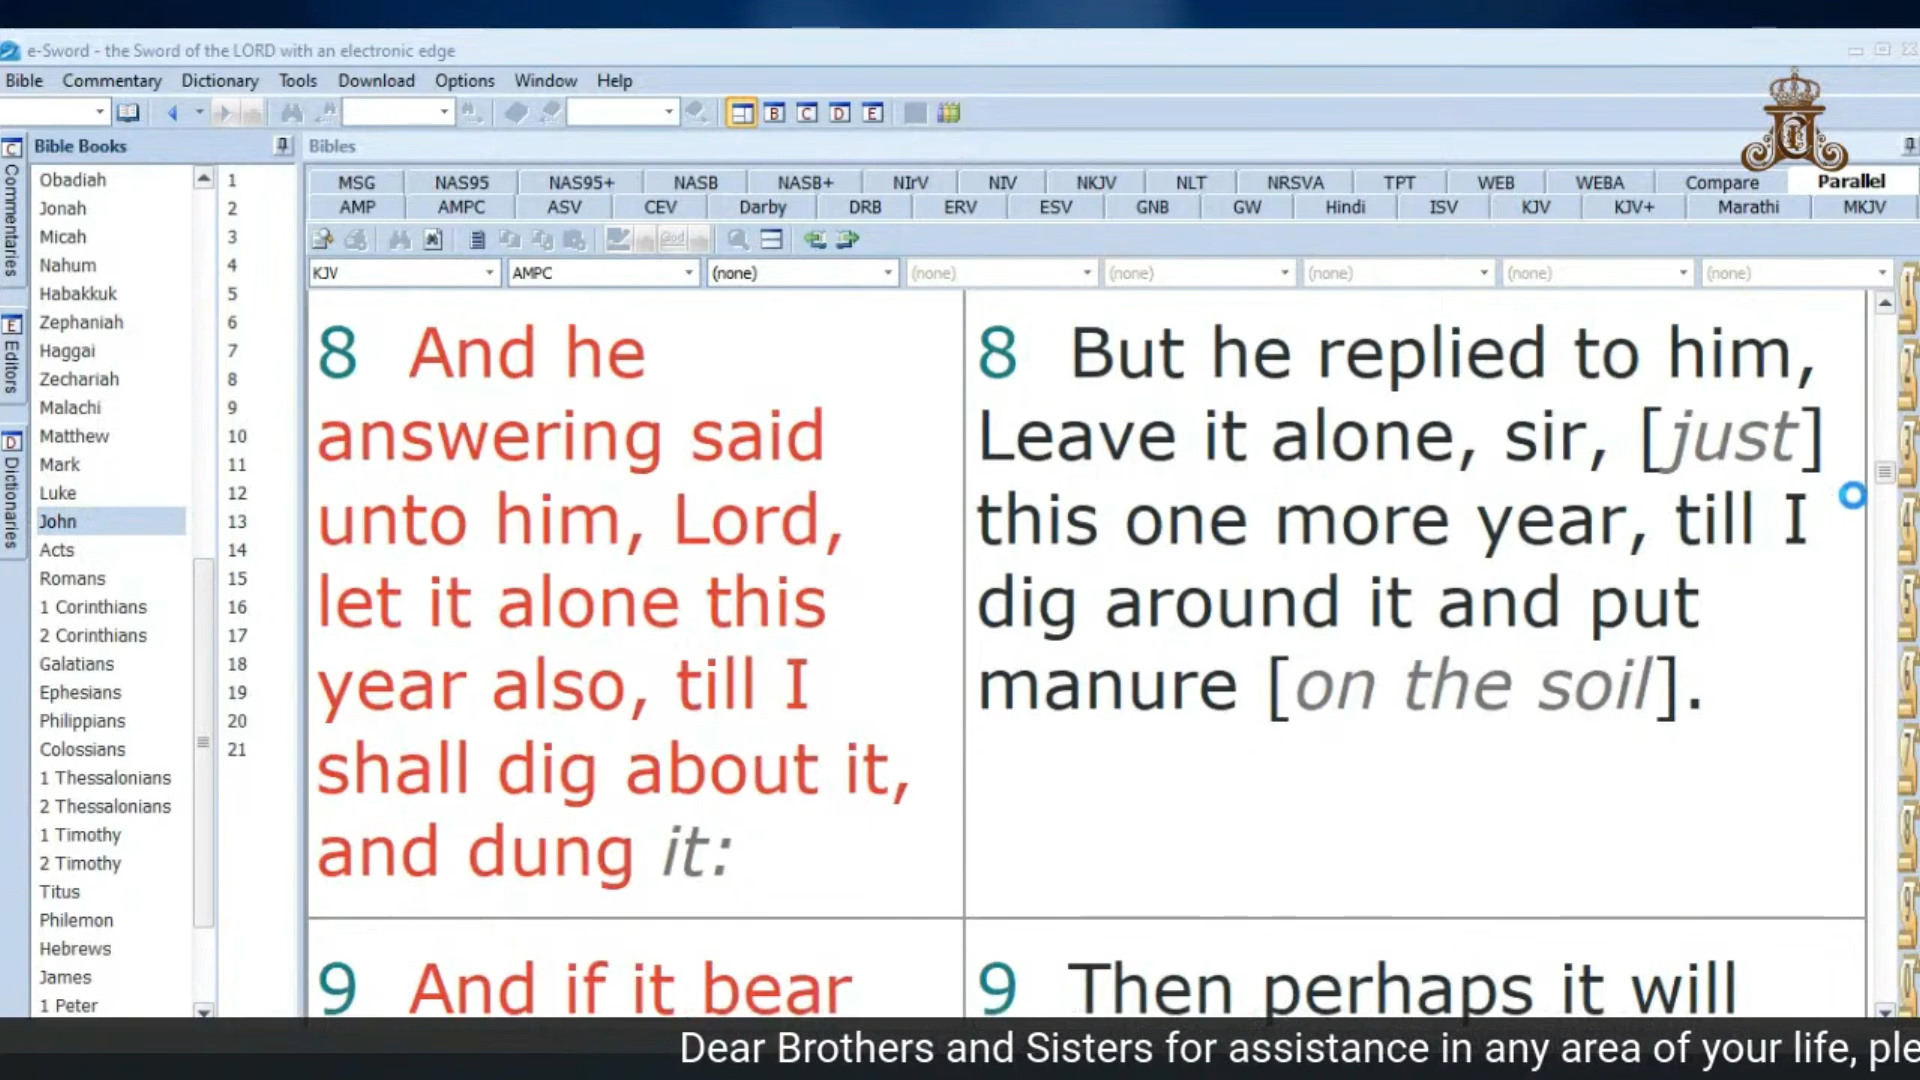 e-Sword - the Sword of the LORD with an electronic edge
Bible Commentary Dictionary Tools Download Options Window Help
B C D E
C Commentaries
E Editors
D Dictionaries
Bible Books
Obadiah
Jonah
Micah
Nahum
Habakkuk
Zephaniah
Haggai
Zechariah
Malachi
Matthew
Mark
Luke
John
Acts
Romans
1 Corinthians
2 Corinthians
Galatians
Ephesians
Philippians
Colossians
1 Thessalonians
2 Thessalonians
1 Timothy
2 Timothy
Titus
Philemon
Hebrews
James
1 Peter
1
2
3
4
5
6
7
8
9
10
11
12
13
14
15
16
17
18
19
20
21
Bibles
MSG NAS95 NAS95+ NASB NASB+ NIrV NIV NKJV NLT NRSVA TPT WEB WEBA Compare Parallel
AMP AMPC ASV CEV Darby DRB ERV ESV GNB GW Hindi ISV KJV KJV+ Marathi MKJV
God
KJV AMPC (none) (none) (none) (none) (none) (none)
8 And he
answering said
unto him, Lord,
let it alone this
year also, till I
shall dig about it,
and dung it:
9 And if it bear
8 But he replied to him,
Leave it alone, sir, [just]
this one more year, till I
dig around it and put
manure [on the soil].
9 Then perhaps it will
Dear Brothers and Sisters for assistance in any area of your life, ple